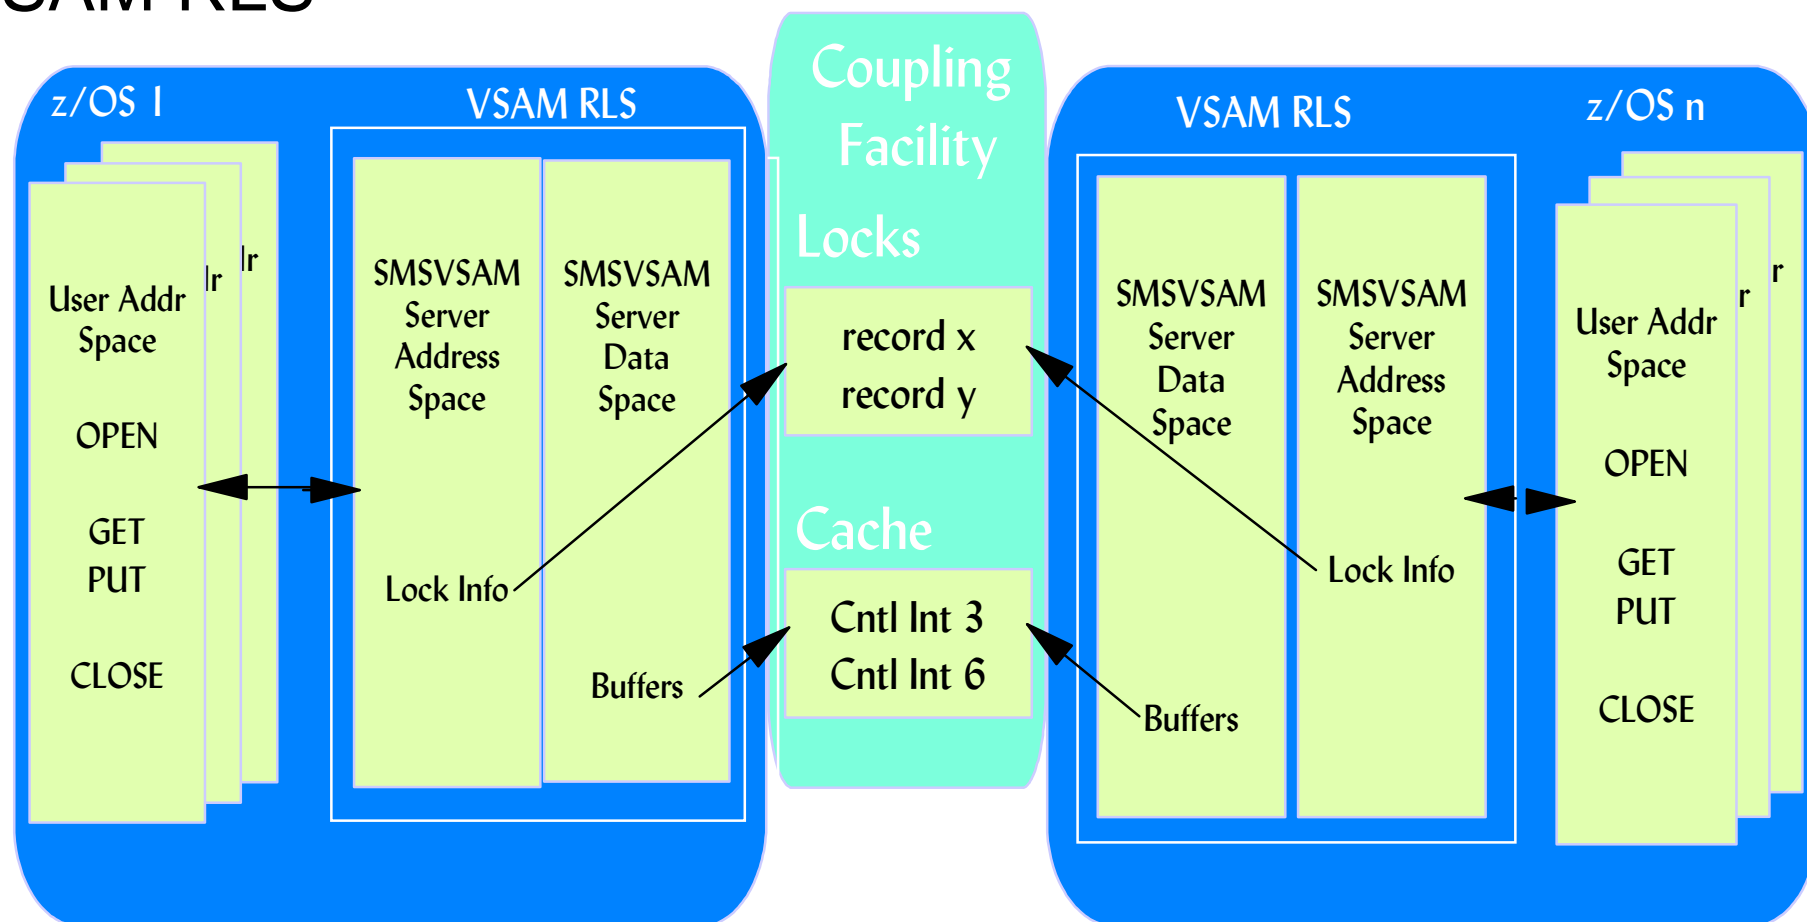 SAM RLS
z/OS 1
VSAM RLS
User Addr
Space
OPEN
GET
PUT
CLOSE
lr
lr
SMSVSAM
Server
Address
Space
Lock Info
SMSVSAM
Server
Data
Space
Buffers
Coupling
Facility
Locks
record x
record y
Cache
Cntl Int 3
Cntl Int 6
VSAM RLS
z/OS n
SMSVSAM
Server
Data
Space
Buffers
SMSVSAM
Server
Address
Space
Lock Info
User Addr
Space
OPEN
GET
PUT
CLOSE
r
r